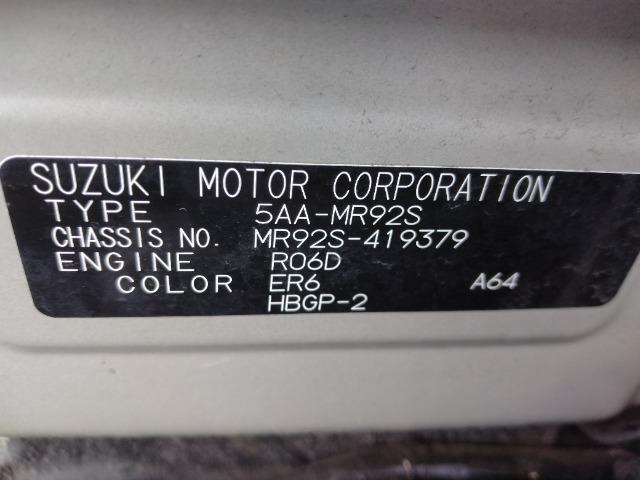 SUZUKI MOTOR CORPORATION
TYPE 5AA-MR92S
CHASSIS NO. MR92S-419379
ENGINE R06D
COLOR ER6 A64
HBGP-2